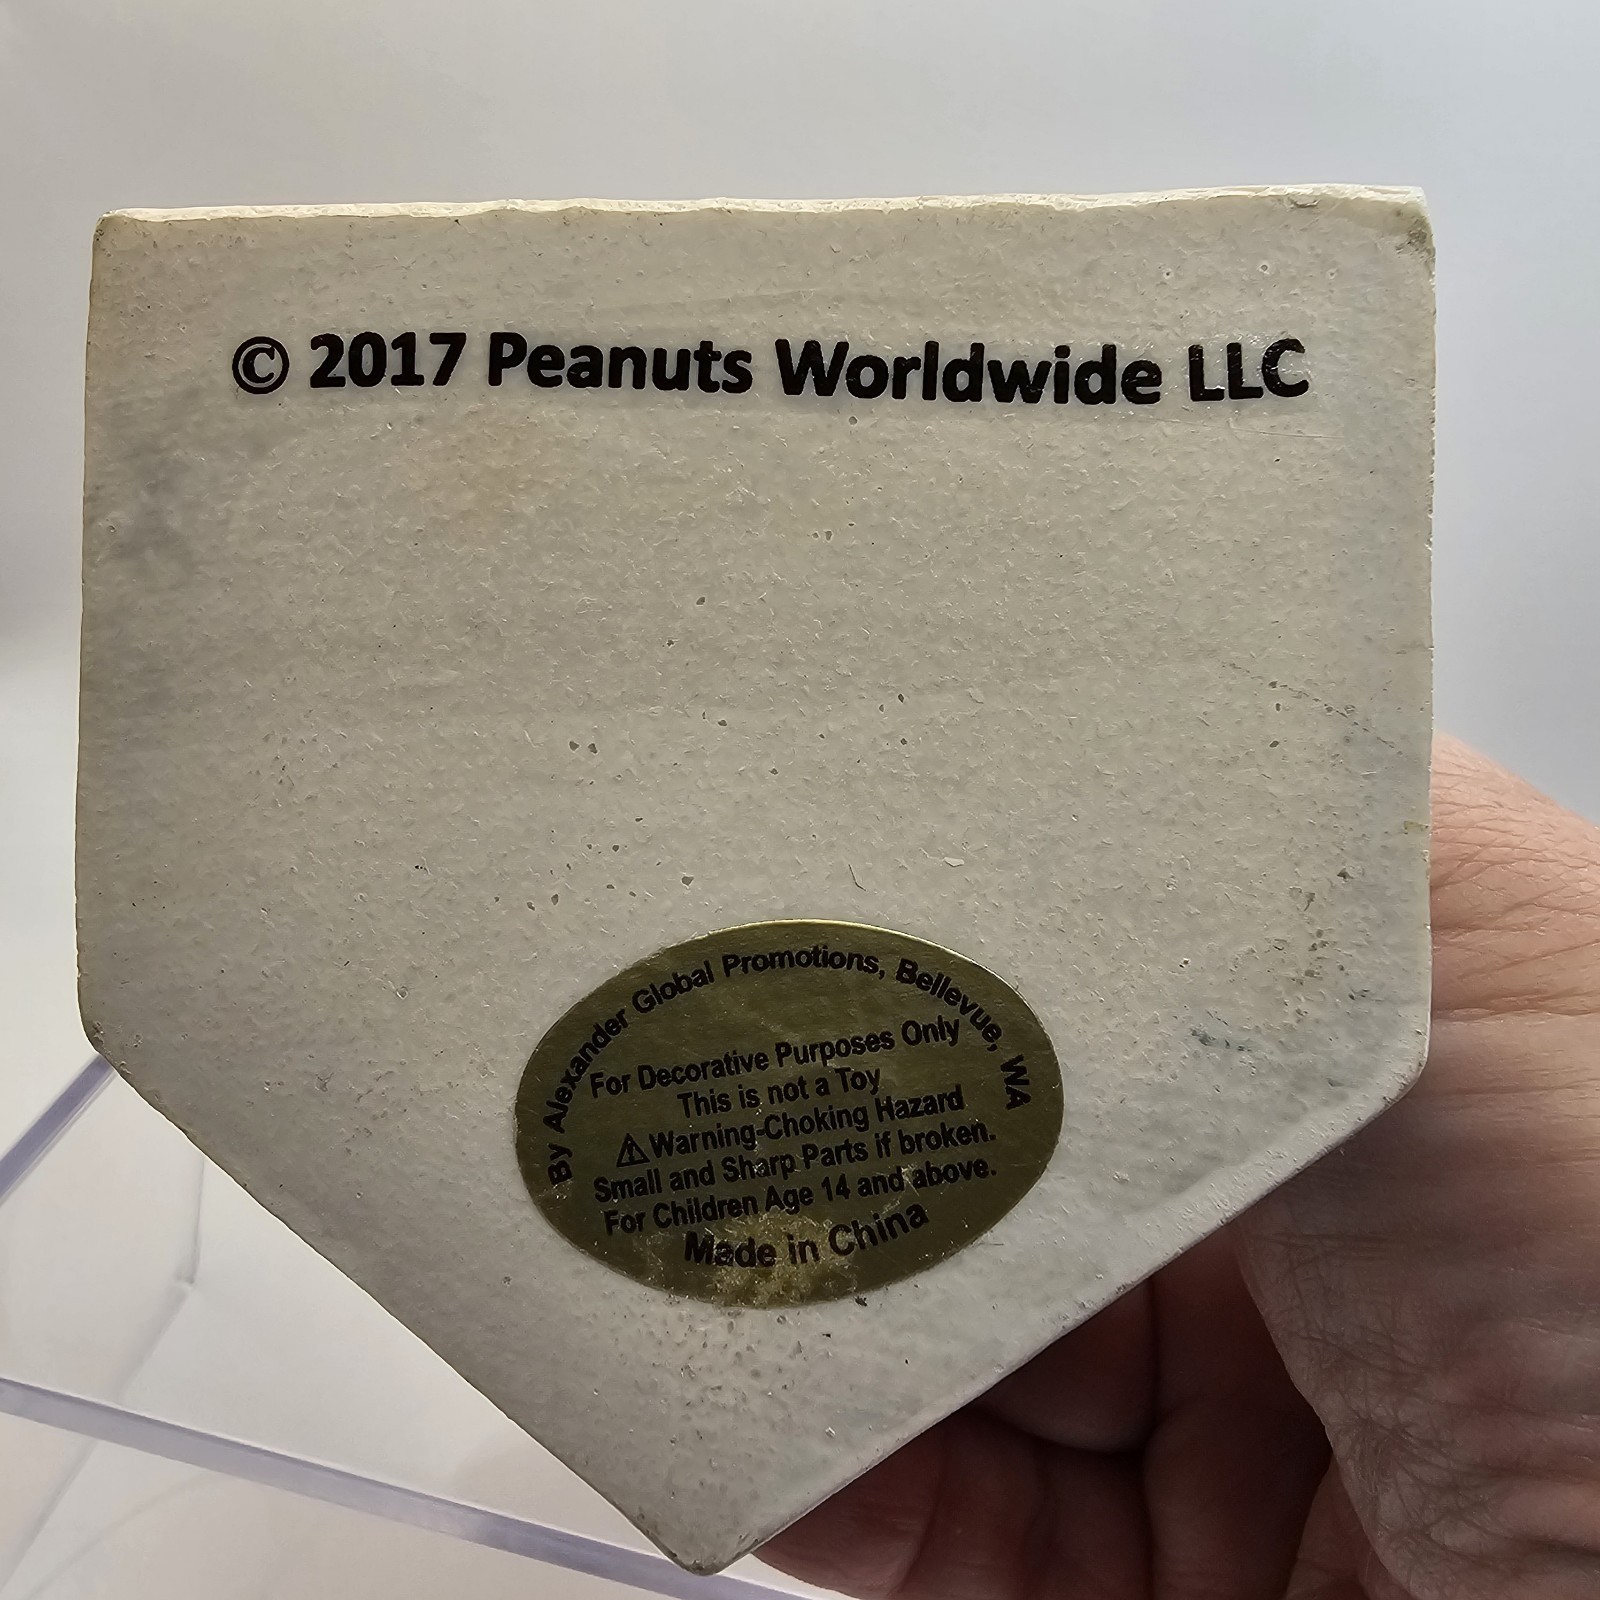 © 2017 Peanuts Worldwide LLC
By Alexander Global Promotions, Bellevue, WA
For Decorative Purposes Only
This is not a Toy
⚠Warning-Choking Hazard
Small and Sharp Parts if broken.
For Children Age 14 and above.
Made in China